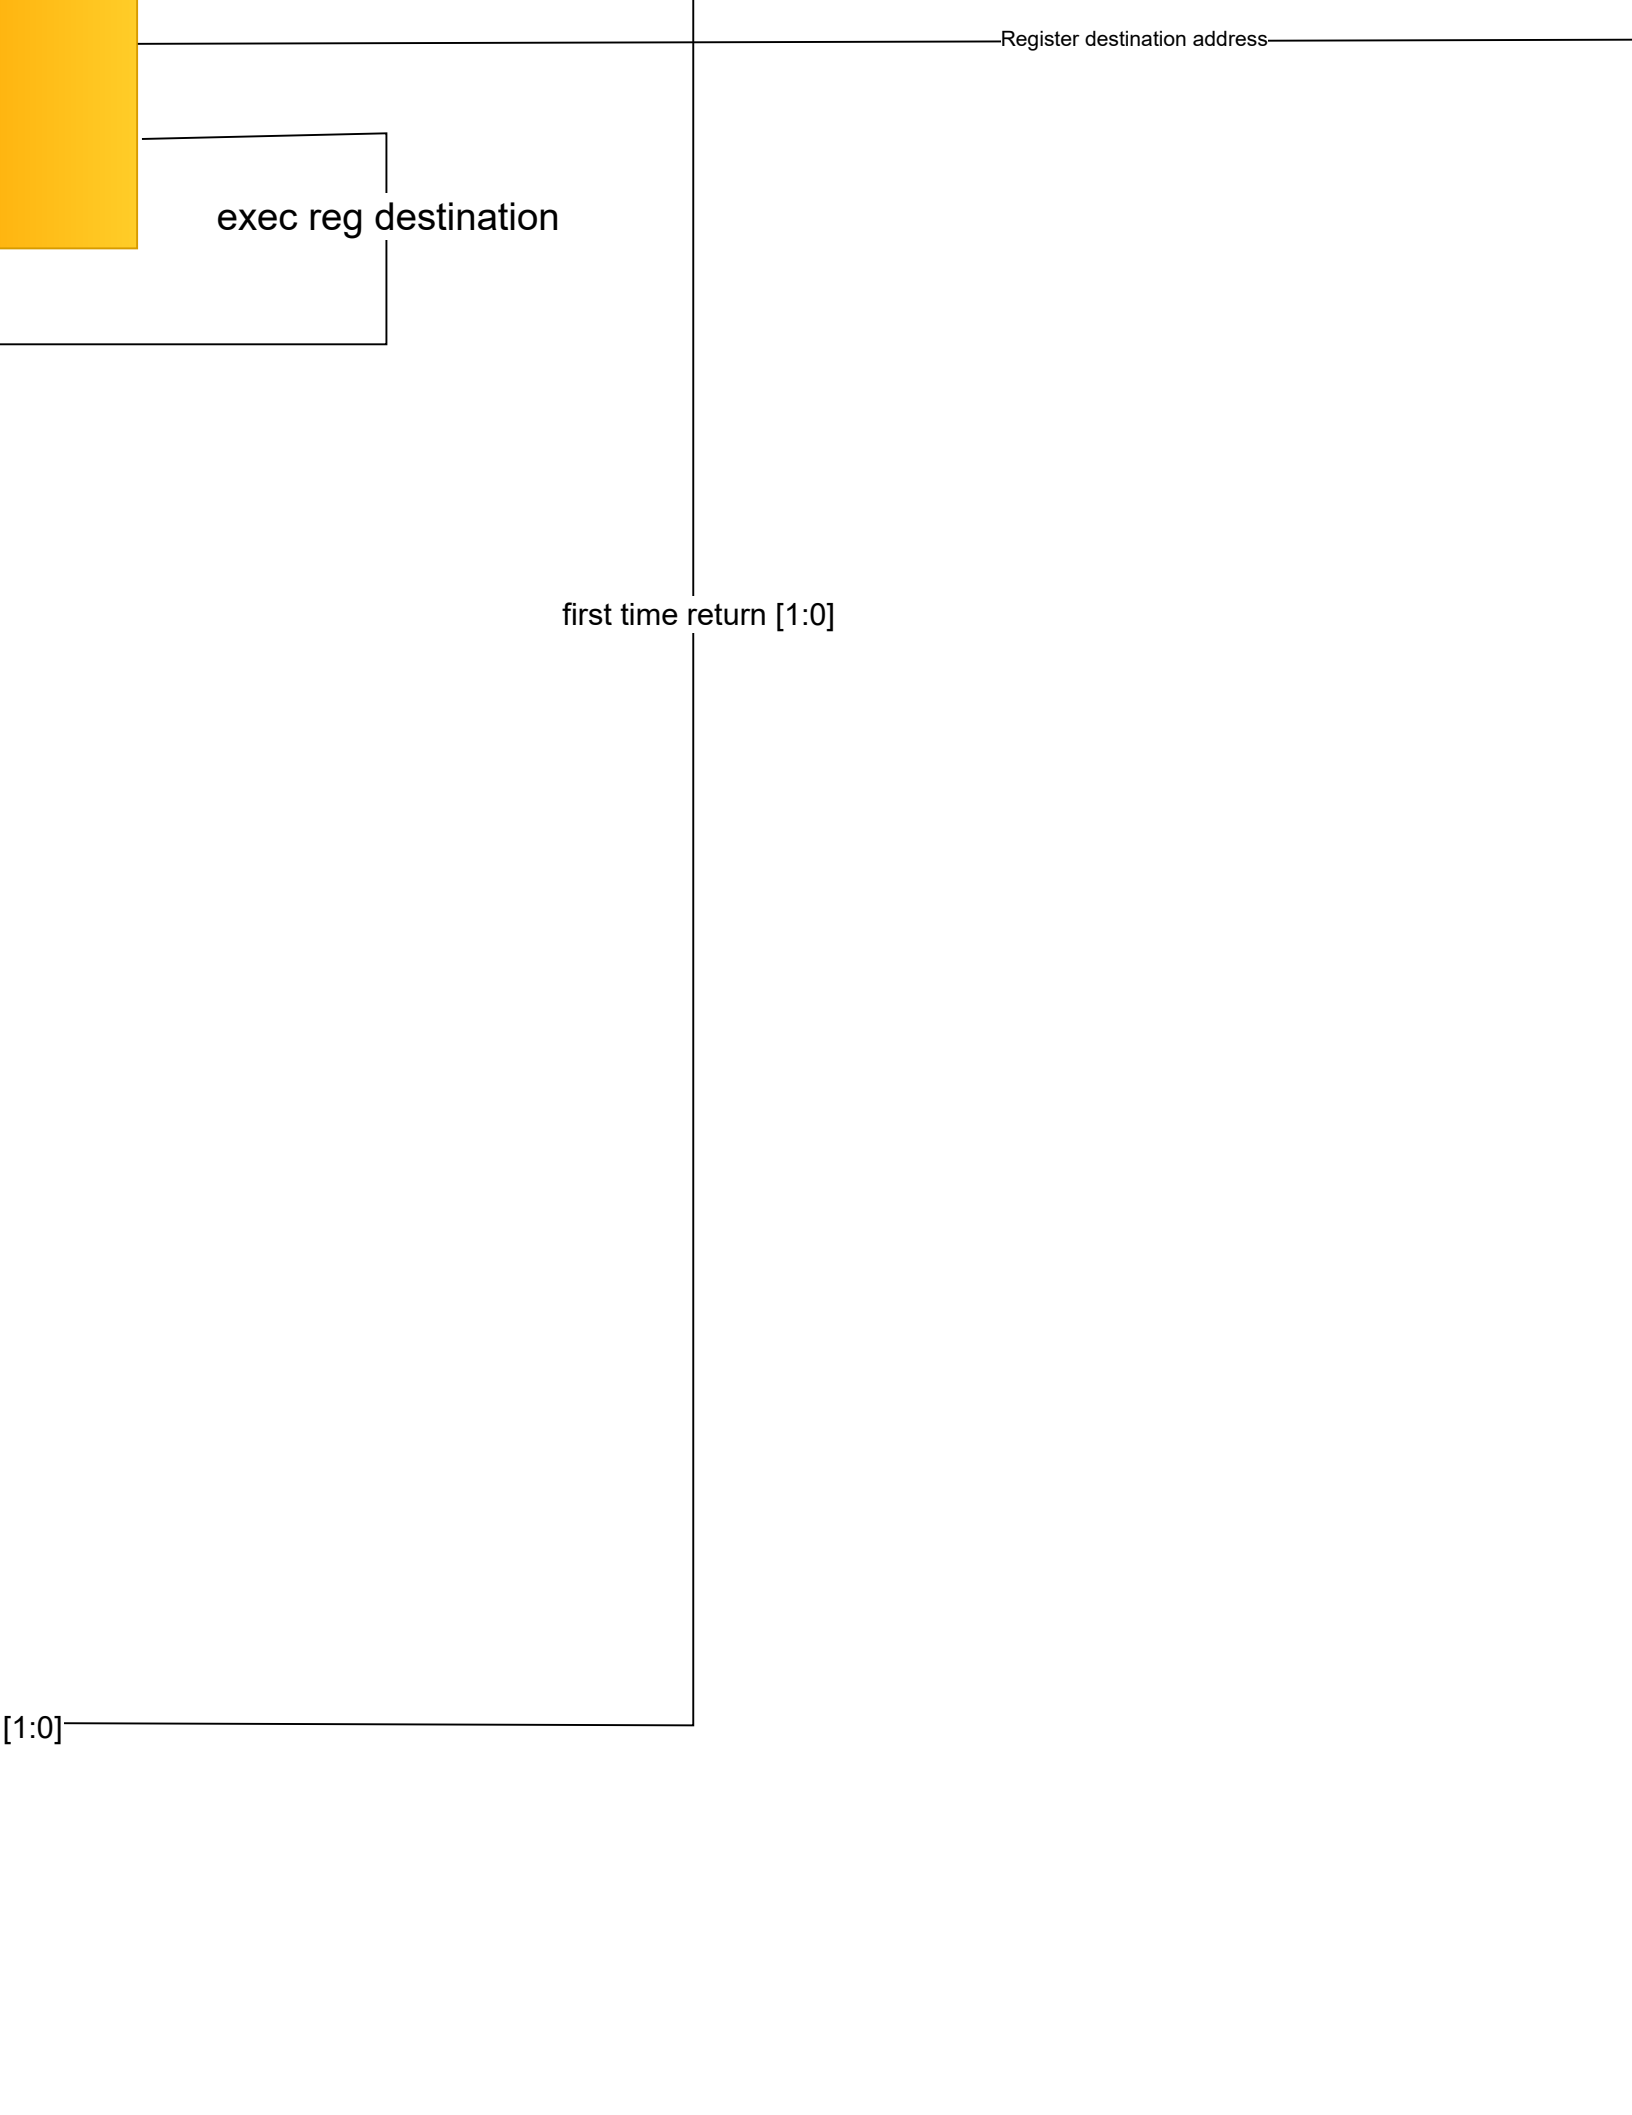 Register destination address
exec reg destination
first time return [1:0]
[1:0]